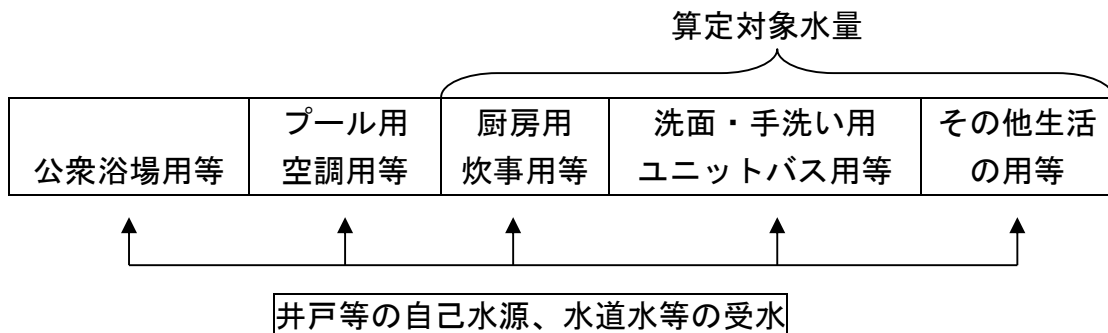 算定対象水量
公衆浴場用等
プール用
空調用等
厨房用
炊事用等
洗面・手洗い用
ユニットバス用等
その他生活
の用等
井戸等の自己水源、水道水等の受水